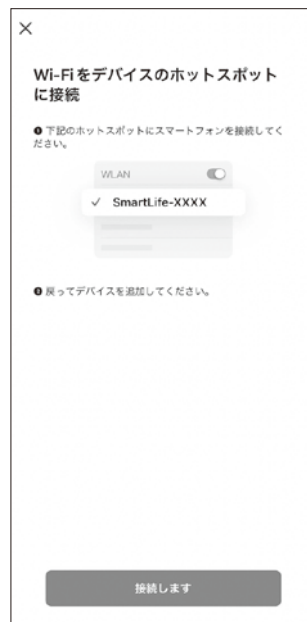 Wi-Fiをデバイスのホットスポット
に接続
❶ 下記のホットスポットにスマートフォンを接続してく
ださい。
WLAN
✓ SmartLife-XXXX
❷ 戻ってデバイスを追加してください。
接続します